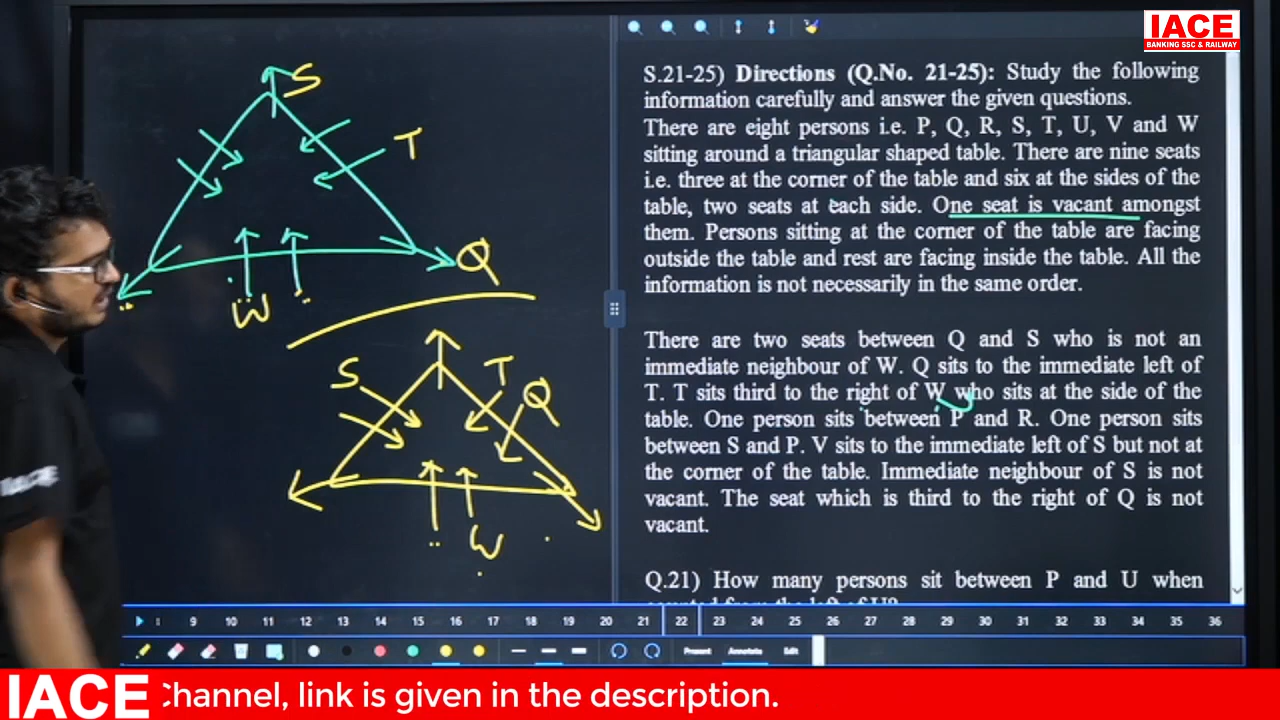 IACE
BANKING SSC & RAILWAY
S.21-25) Directions (Q.No. 21-25): Study the following
information carefully and answer the given questions.
There are eight persons i.e. P, Q, R, S, T, U, V and W
sitting around a triangular shaped table. There are nine seats
i.e. three at the corner of the table and six at the sides of the
table, two seats at each side. One seat is vacant amongst
them. Persons sitting at the corner of the table are facing
outside the table and rest are facing inside the table. All the
information is not necessarily in the same order.
There are two seats between Q and S who is not an
immediate neighbour of W. Q sits to the immediate left of
T. T sits third to the right of W who sits at the side of the
table. One person sits between P and R. One person sits
between S and P. V sits to the immediate left of S but not at
the corner of the table. Immediate neighbour of S is not
vacant. The seat which is third to the right of Q is not
vacant.
Q.21) How many persons sit between P and U when
counted from the left of U?
S
T
Q
W
S
T
Q
W
9 10 11 12 13 14 15 16 17 18 19 20 21 22 23 24 25 26 27 28 29 30 31 32 33 34 35 36
Present Annotate Edit
IACE
IACE Channel, link is given in the description.